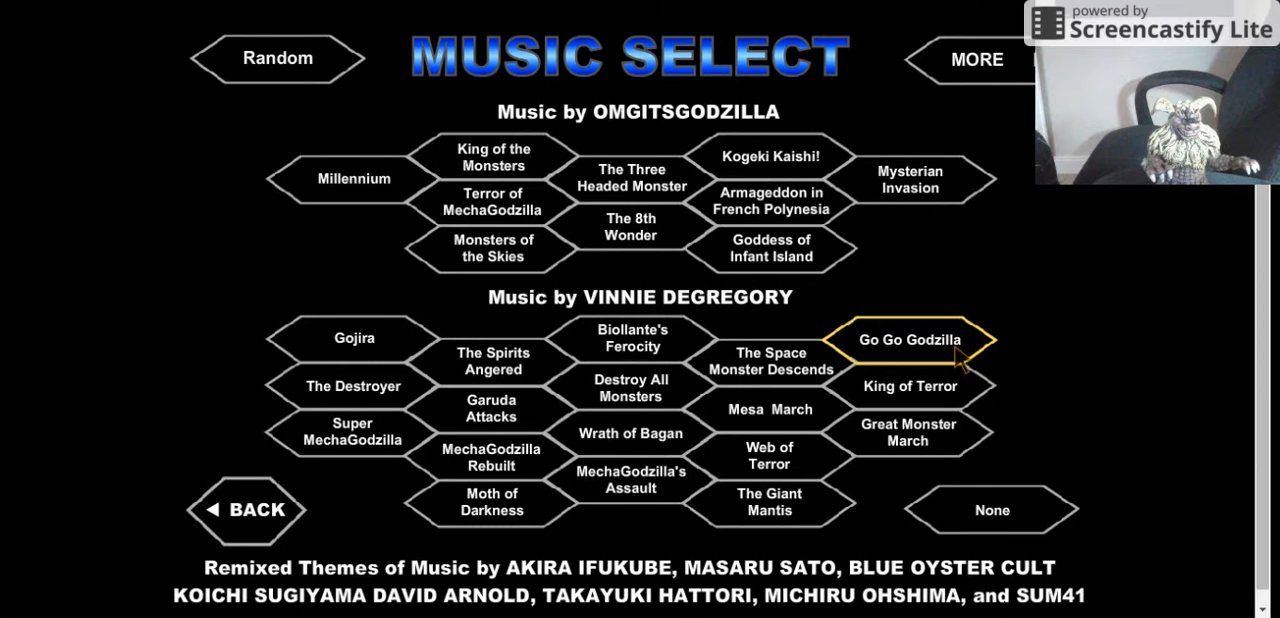 powered by
Screencastify Lite
Random
MUSIC SELECT
MORE
Music by OMGITSGODZILLA
Millennium
King of the
Monsters
Terror of
MechaGodzilla
Monsters of
the Skies
The Three
Headed Monster
The 8th
Wonder
Kogeki Kaishi!
Armageddon in
French Polynesia
Goddess of
Infant Island
Mysterian
Invasion
Music by VINNIE DEGREGORY
Gojira
The Destroyer
Super
MechaGodzilla
The Spirits
Angered
Garuda
Attacks
MechaGodzilla
Rebuilt
Moth of
Darkness
Biollante's
Ferocity
Destroy All
Monsters
Wrath of Bagan
MechaGodzilla's
Assault
The Space
Monster Descends
Mesa March
Web of
Terror
The Giant
Mantis
Go Go Godzilla
King of Terror
Great Monster
March
BACK
None
Remixed Themes of Music by AKIRA IFUKUBE, MASARU SATO, BLUE OYSTER CULT
KOICHI SUGIYAMA DAVID ARNOLD, TAKAYUKI HATTORI, MICHIRU OHSHIMA, and SUM41